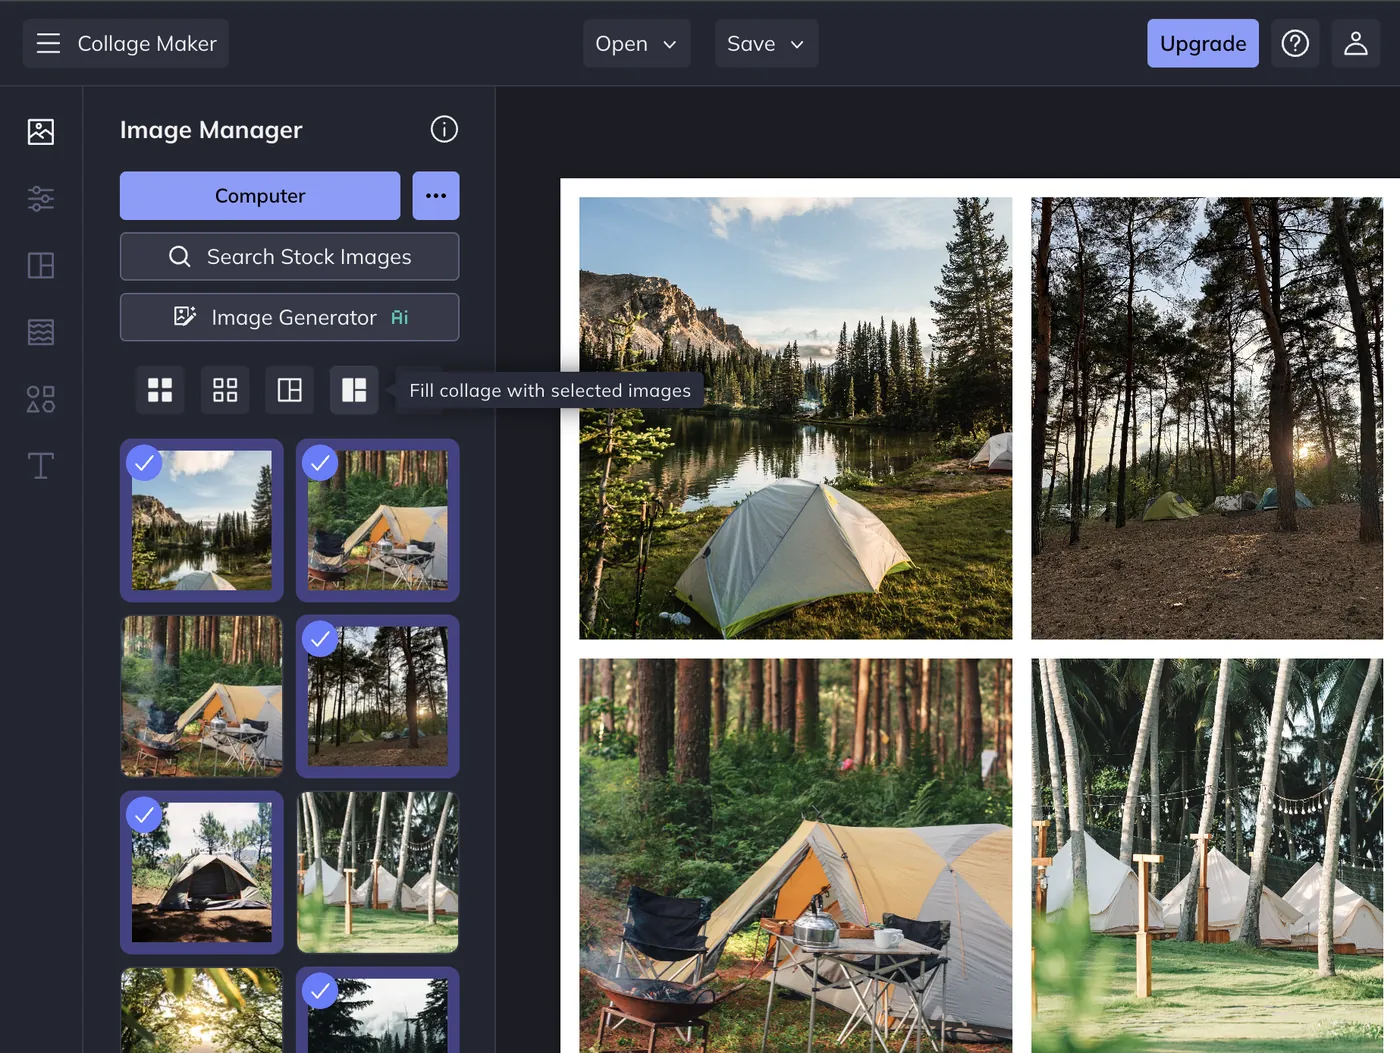 Collage Maker
Open
Save
Upgrade
Image Manager
Computer
Search Stock Images
Image Generator Ai
Fill collage with selected images